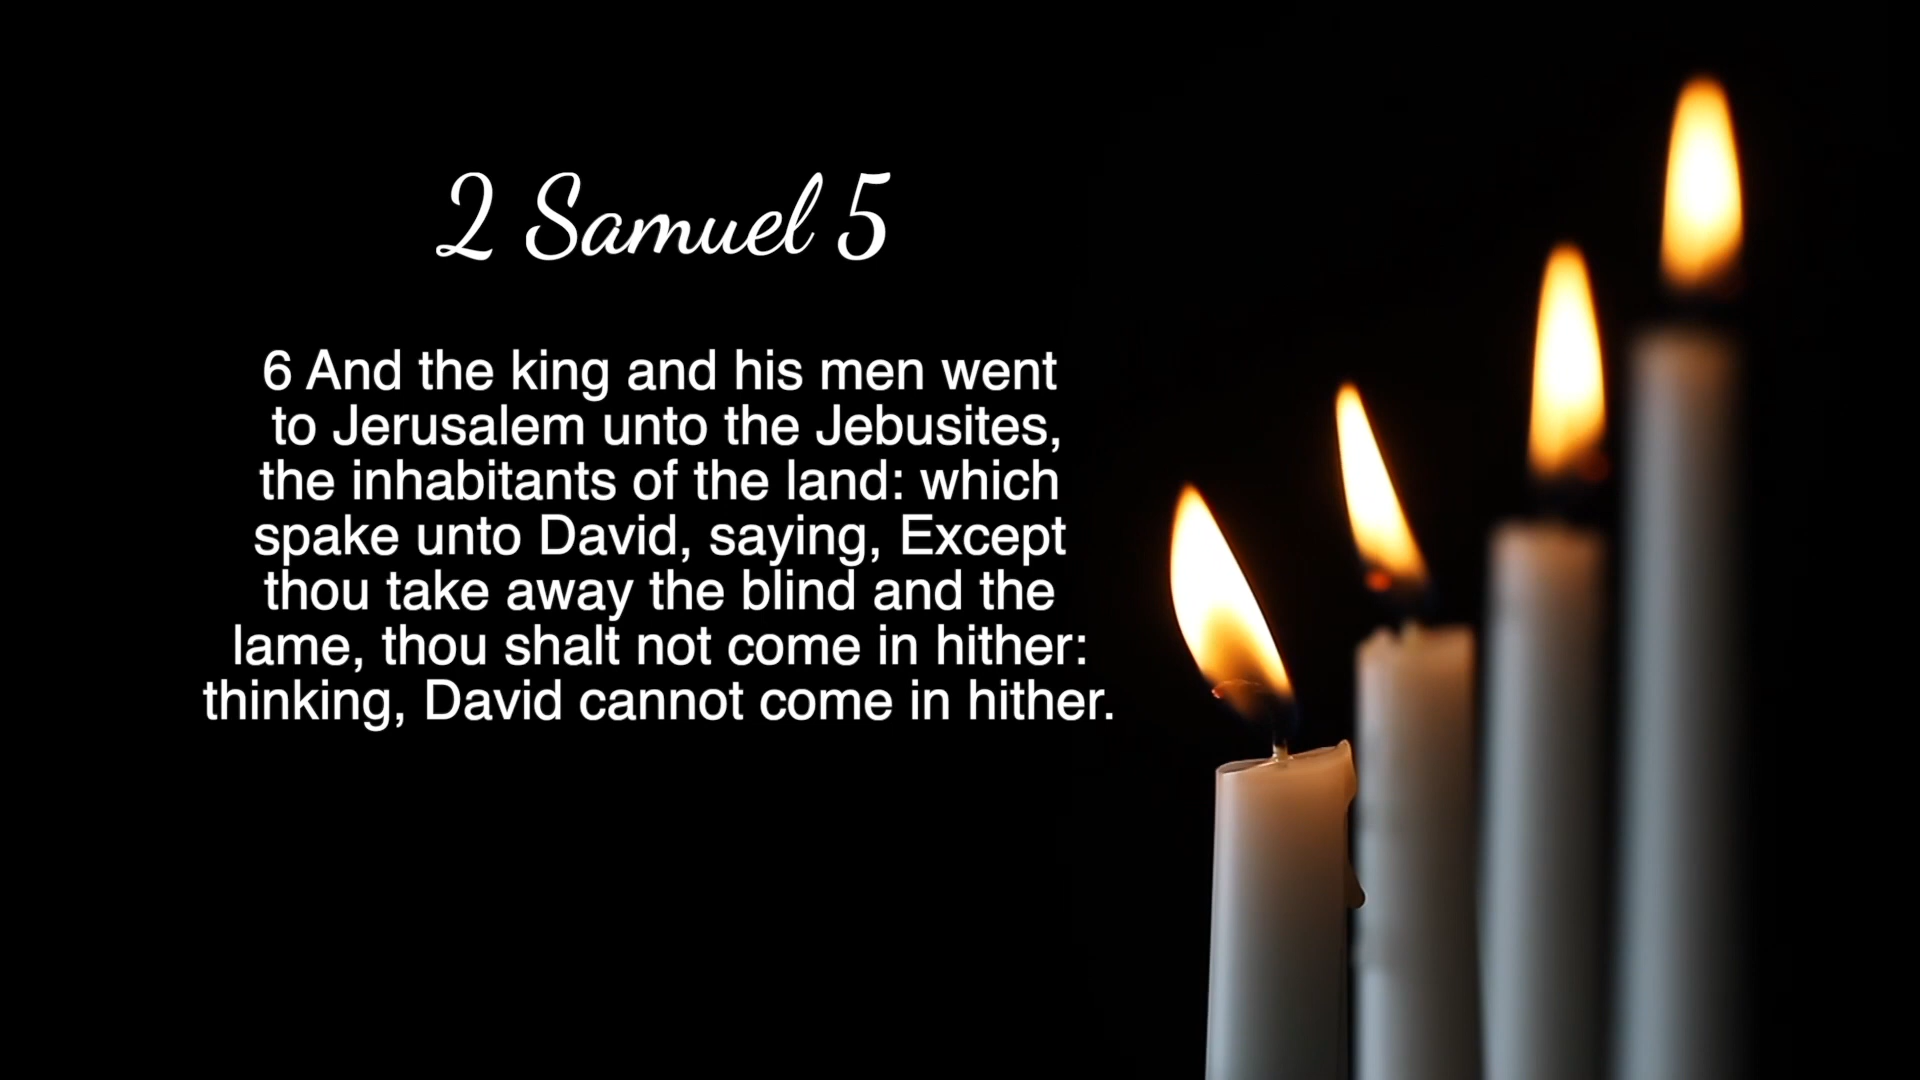 2 Samuel 5
6 And the king and his men went
to Jerusalem unto the Jebusites,
the inhabitants of the land: which
spake unto David, saying, Except
thou take away the blind and the
lame, thou shalt not come in hither:
thinking, David cannot come in hither.